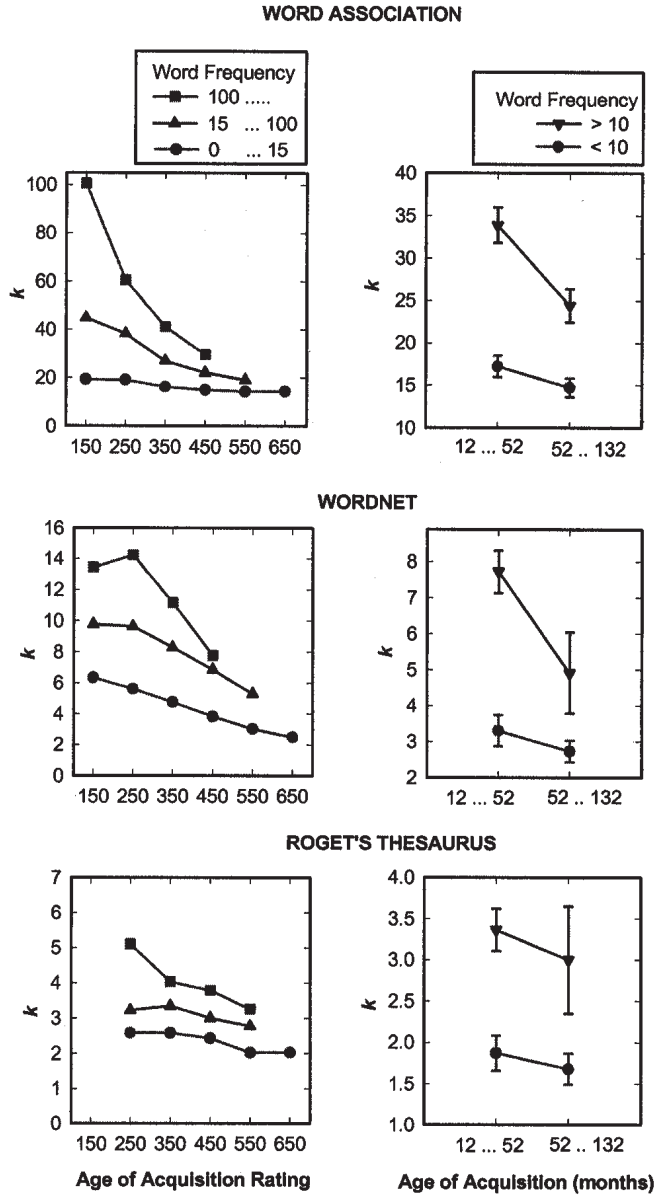 WORD ASSOCIATION
Word Frequency
100 .....
15 ... 100
0 ... 15
Word Frequency
> 10
< 10
100
80
60
40
20
0
k
150 250 350 450 550 650
40
35
30
25
20
15
10
k
12 ... 52 52 .. 132
WORDNET
16
14
12
10
8
6
4
2
0
k
150 250 350 450 550 650
8
7
6
5
4
3
2
k
12 ... 52 52 .. 132
ROGET'S THESAURUS
7
6
5
4
3
2
1
0
k
150 250 350 450 550 650
Age of Acquisition Rating
4.0
3.5
3.0
2.5
2.0
1.5
1.0
k
12 ... 52 52 .. 132
Age of Acquisition (months)